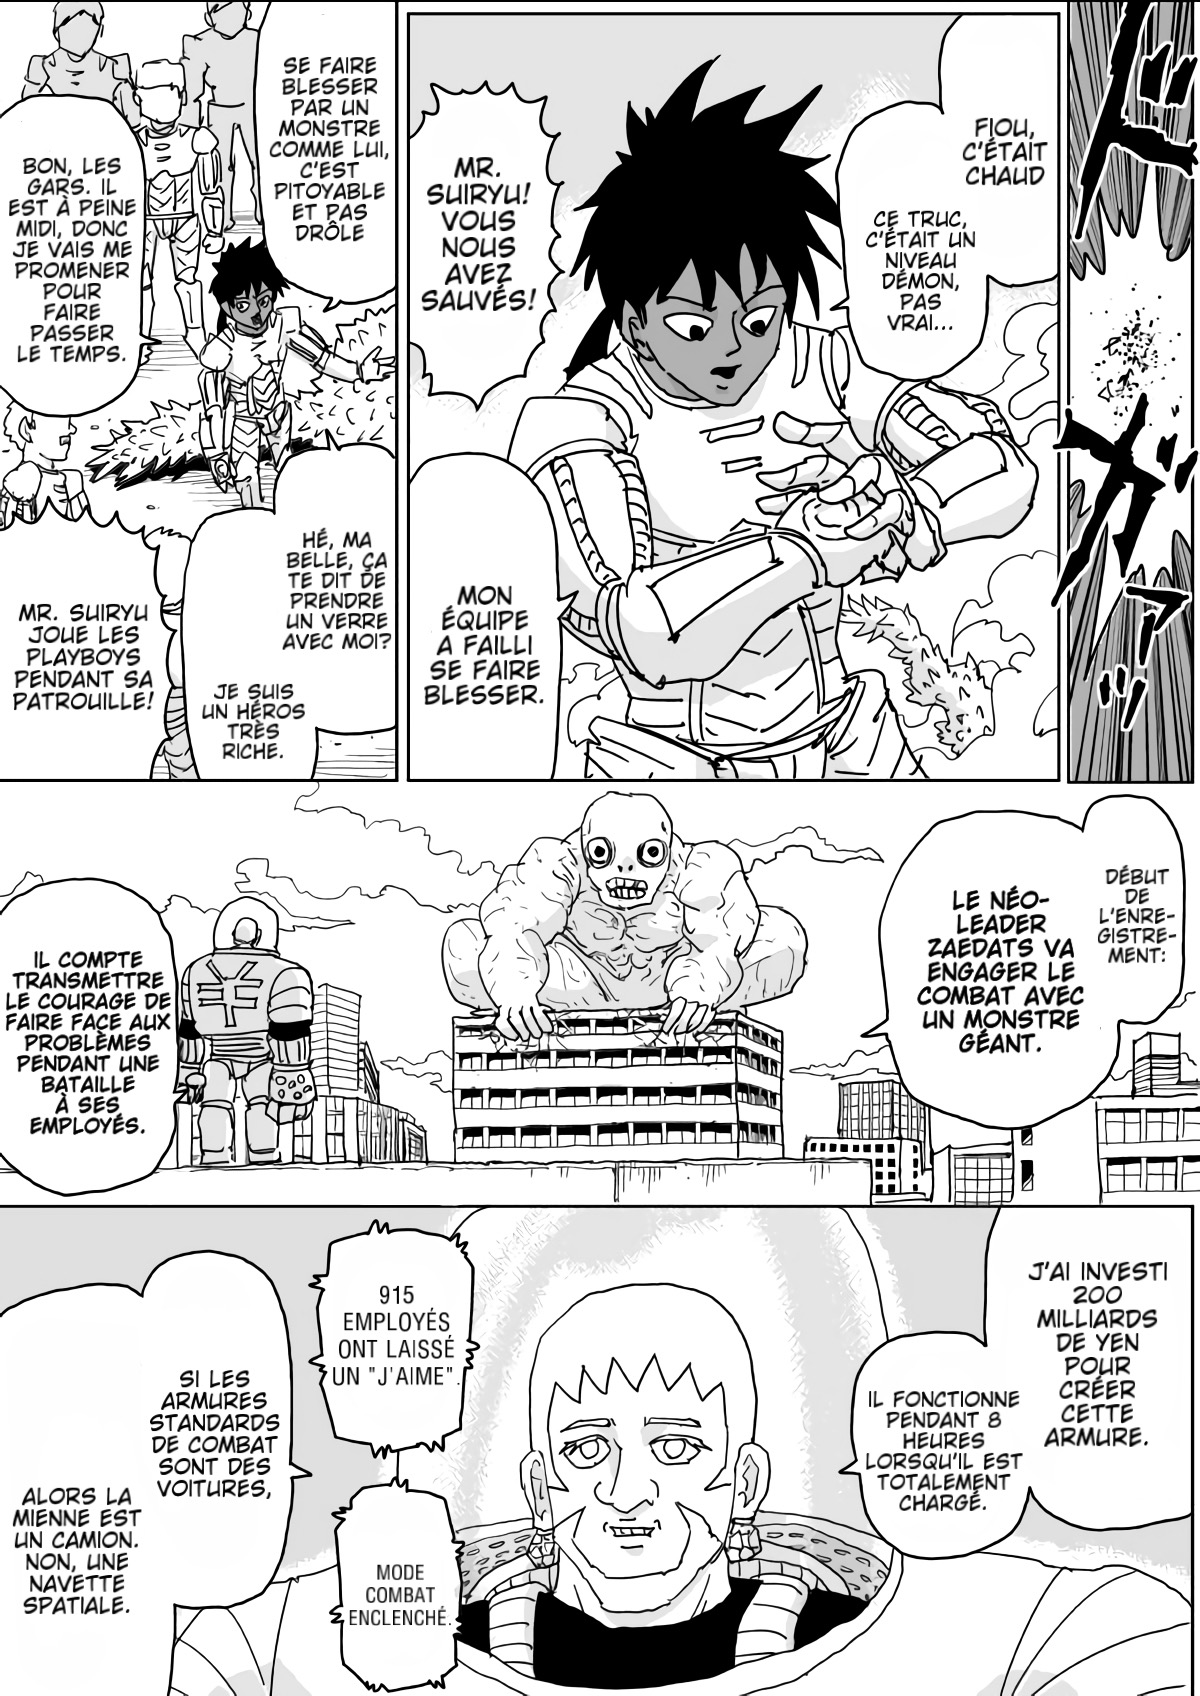 ドガッ
FIOU,
C'ÉTAIT
CHAUD
CE TRUC,
C'ÉTAIT UN
NIVEAU
DÉMON,
PAS
VRAI...
MR.
SUIRYU!
VOUS
NOUS
AVEZ
SAUVÉS!
MON
ÉQUIPE
A FAILLI
SE FAIRE
BLESSER.
SE FAIRE
BLESSER
PAR UN
MONSTRE
COMME LUI,
C'EST
PITOYABLE
ET PAS
DRÔLE
BON, LES
GARS. IL
EST À PEINE
MIDI, DONC
JE VAIS ME
PROMENER
POUR
FAIRE
PASSER
LE TEMPS.
HÉ, MA
BELLE, ÇA
TE DIT DE
PRENDRE
UN VERRE
AVEC MOI?
JE SUIS
UN HÉROS
TRÈS
RICHE.
MR. SUIRYU
JOUE LES
PLAYBOYS
PENDANT SA
PATROUILLE!
DÉBUT
DE
L'ENRE-
GISTRE-
MENT:
LE NÉO-
LEADER
ZAEDATS VA
ENGAGER LE
COMBAT AVEC
UN MONSTRE
GÉANT.
IL COMPTE
TRANSMETTRE
LE COURAGE DE
FAIRE FACE AUX
PROBLÈMES
PENDANT UNE
BATAILLE
À SES
EMPLOYÉS.
J'AI INVESTI
200
MILLIARDS
DE YEN
POUR
CRÉER
CETTE
ARMURE.
IL FONCTIONNE
PENDANT 8
HEURES
LORSQU'IL EST
TOTALEMENT
CHARGÉ.
915
EMPLOYÉS
ONT LAISSÉ
UN "J'AIME".
MODE
COMBAT
ENCLENCHÉ.
SI LES
ARMURES
STANDARDS
DE COMBAT
SONT DES
VOITURES,
ALORS LA
MIENNE EST
UN CAMION.
NON, UNE
NAVETTE
SPATIALE.